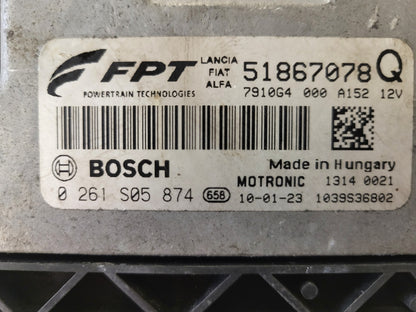 FPT
POWERTRAIN TECHNOLOGIES
LANCIA
FIAT
ALFA
51867078 Q
7910G4 000 A152 12V
BOSCH
Made in Hungary
MOTRONIC 1314 0021
0 261 S05 874 658 10-01-23 1039S36802